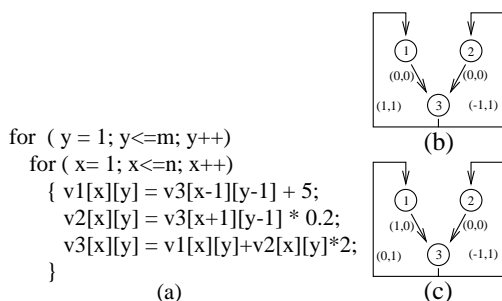 for ( y = 1; y<=m; y++)
for ( x= 1; x<=n; x++)
{ v1[x][y] = v3[x-1][y-1] + 5;
v2[x][y] = v3[x+1][y-1] * 0.2;
v3[x][y] = v1[x][y]+v2[x][y]*2;
}
(a)
1 2
(0,0) (0,0)
(1,1) 3 (-1,1)
(b)
1 2
(1,0) (0,0)
(0,1) 3 (-1,1)
(c)